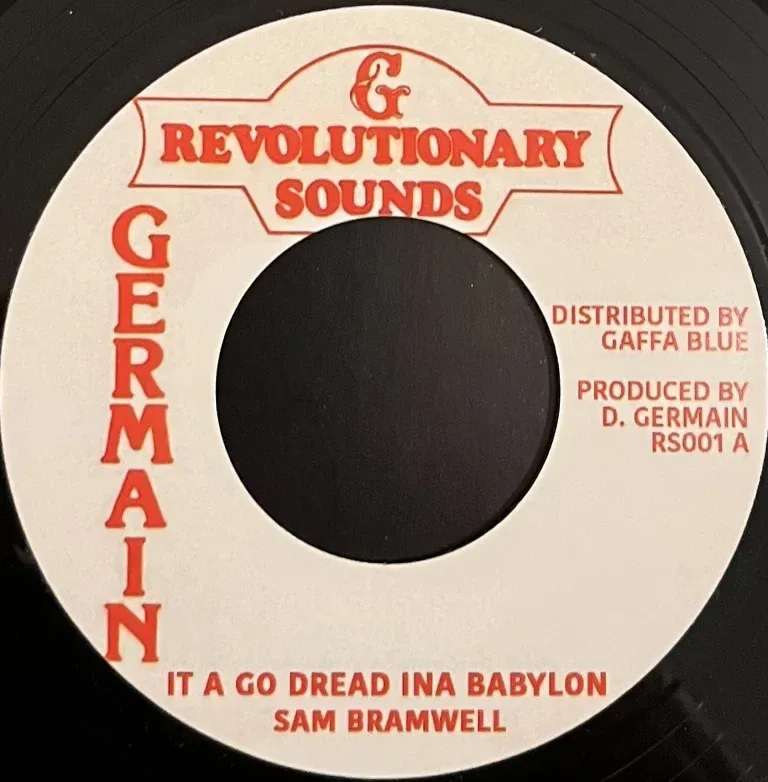 G
REVOLUTIONARY
SOUNDS
GERMAIN
DISTRIBUTED BY
GAFFA BLUE
PRODUCED BY
D. GERMAIN
RS001 A
IT A GO DREAD INA BABYLON
SAM BRAMWELL